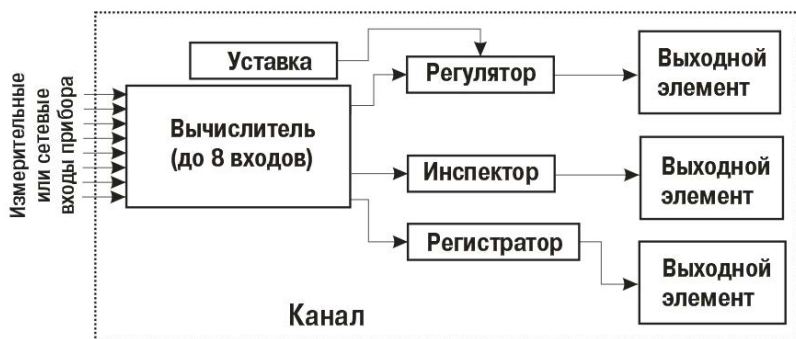 Измерительные
или сетевые
входы прибора
Уставка
Вычислитель
(до 8 входов)
Регулятор
Инспектор
Регистратор
Выходной
элемент
Выходной
элемент
Выходной
элемент
Канал